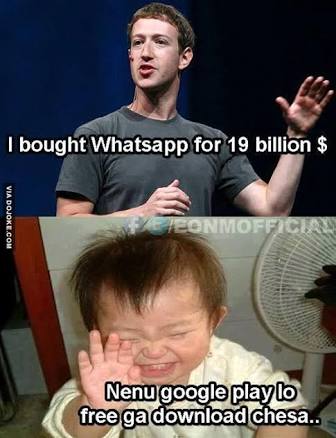 I bought Whatsapp for 19 billion $
VIA DOJOKE.COM
/EONMOFFICIAL
Nenu google play lo
free ga download chesa..